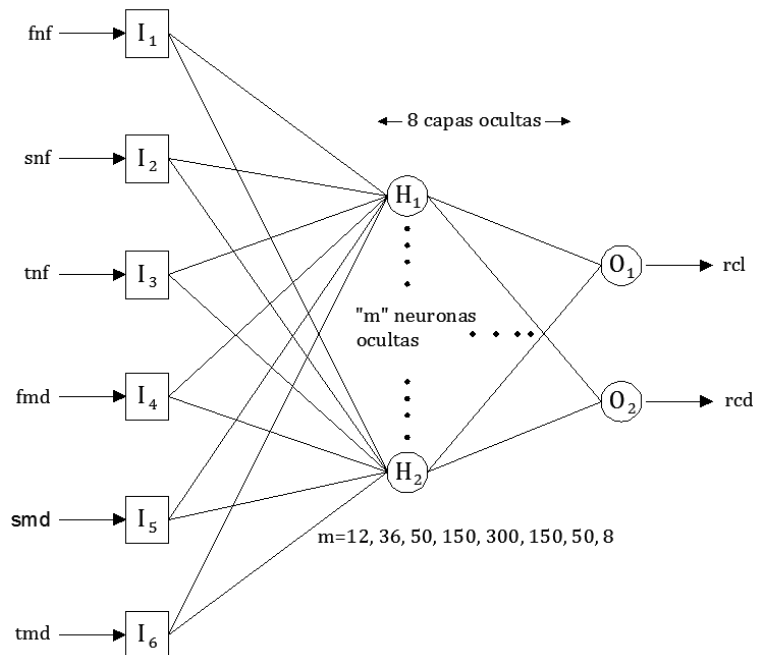 fnf
I1
snf
I2
tnf
I3
fmd
I4
smd
I5
tmd
I6
8 capas ocultas
H1
"m" neuronas
ocultas
H2
m=12, 36, 50, 150, 300, 150, 50, 8
O1
rcl
O2
rcd